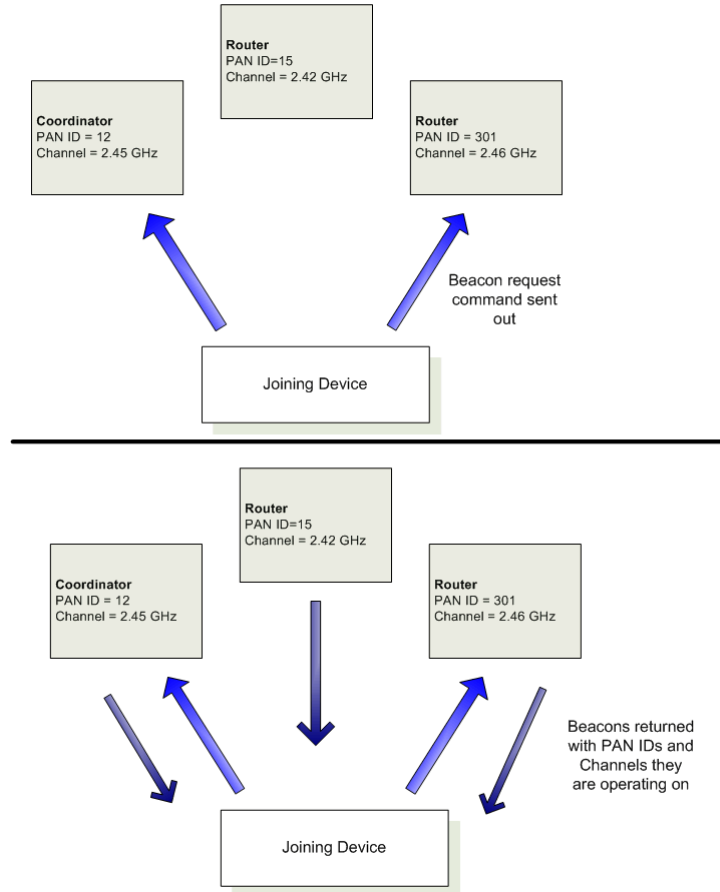 Router
PAN ID=15
Channel = 2.42 GHz
Coordinator
PAN ID = 12
Channel = 2.45 GHz
Router
PAN ID = 301
Channel = 2.46 GHz
Beacon request
command sent
out
Joining Device
Router
PAN ID=15
Channel = 2.42 GHz
Coordinator
PAN ID = 12
Channel = 2.45 GHz
Router
PAN ID = 301
Channel = 2.46 GHz
Beacons returned
with PAN IDs and
Channels they
are operating on
Joining Device